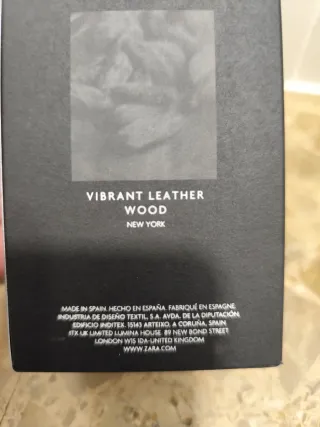 VIBRANT LEATHER
WOOD
NEW YORK
MADE IN SPAIN. HECHO EN ESPAÑA. FABRIQUÉ EN ESPAGNE.
INDUSTRIA DE DISEÑO TEXTIL, S.A. AVDA. DE LA DIPUTACIÓN,
EDIFICIO INDITEX. 15143 ARTEIXO, A CORUÑA, SPAIN
ITX UK LIMITED LUMINA HOUSE. 89 NEW BOND STREET
LONDON W1S 1DA-UNITED KINGDOM
WWW.ZARA.COM